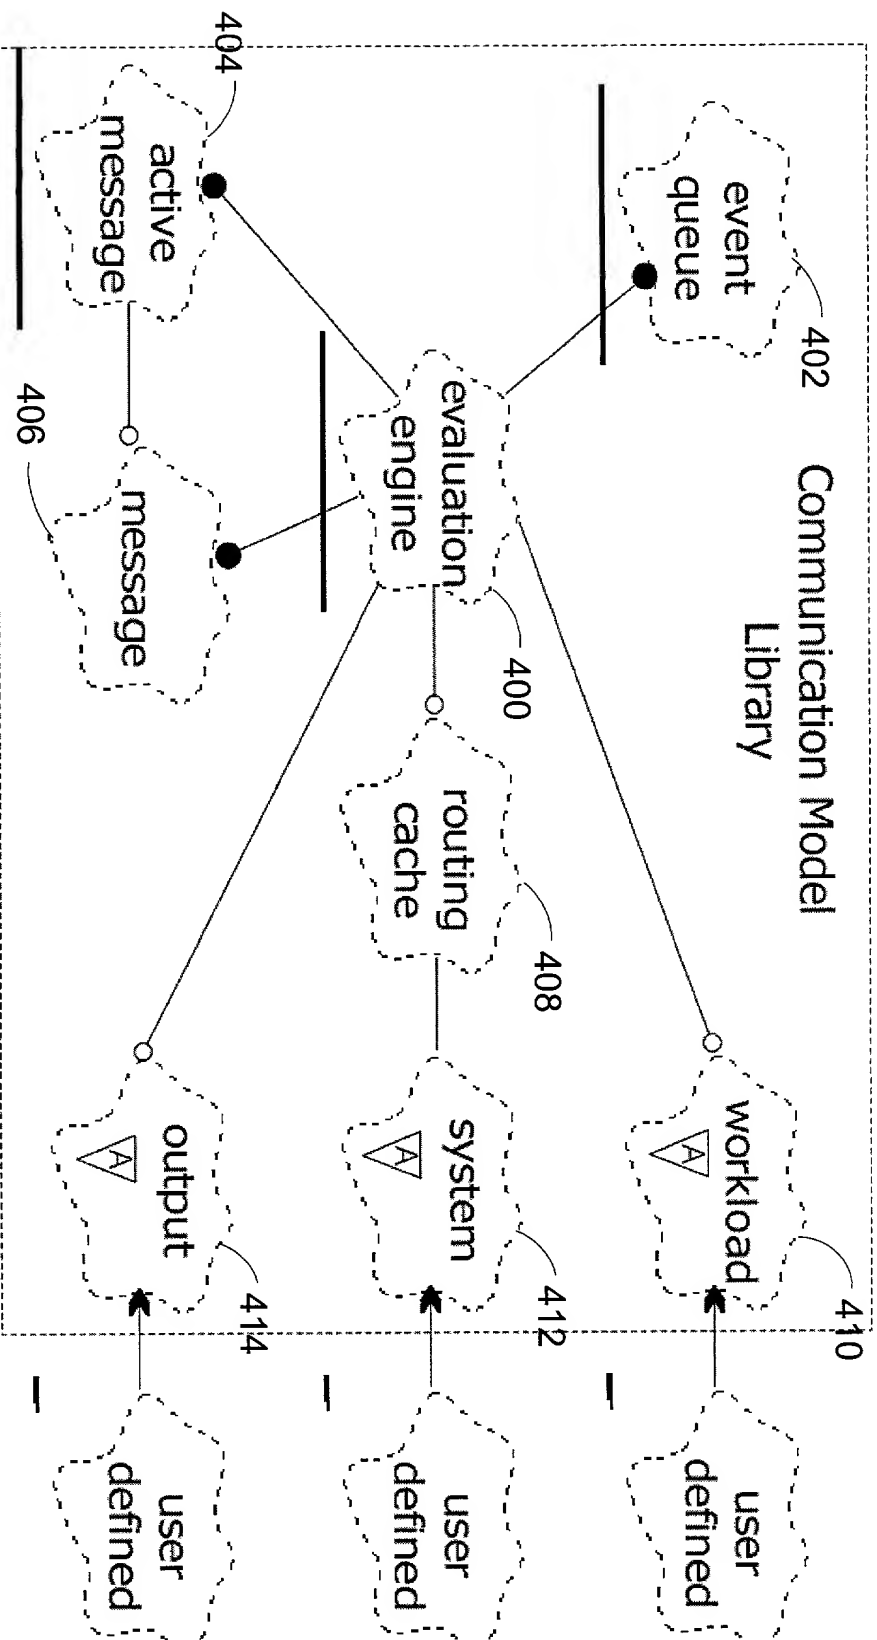 Communication Model
Library
event
queue
402
evaluation
engine
400
active
message
404
message
406
routing
cache
408
workload
A
410
system
A
412
output
A
414
user
defined
user
defined
user
defined